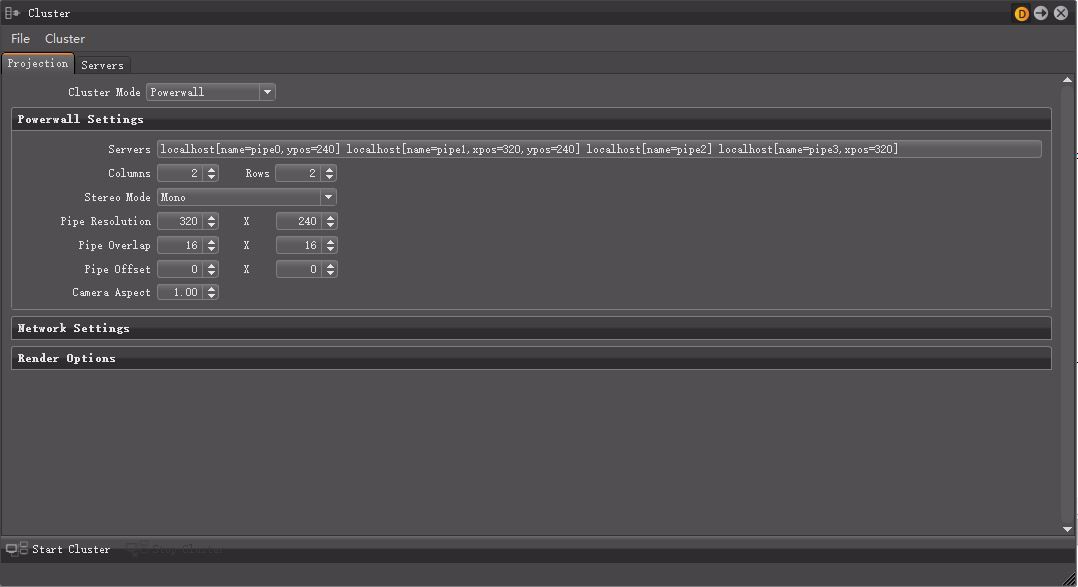 Cluster
D
File Cluster
Projection Servers
Cluster Mode Powerwall
Powerwall Settings
Servers localhost[name=pipe0,ypos=240] localhost[name=pipe1,xpos=320,ypos=240] localhost[name=pipe2] localhost[name=pipe3,xpos=320]
Columns 2 Rows 2
Stereo Mode Mono
Pipe Resolution 320 X 240
Pipe Overlap 16 X 16
Pipe Offset 0 X 0
Camera Aspect 1.00
Network Settings
Render Options
Start Cluster Stop Cluster